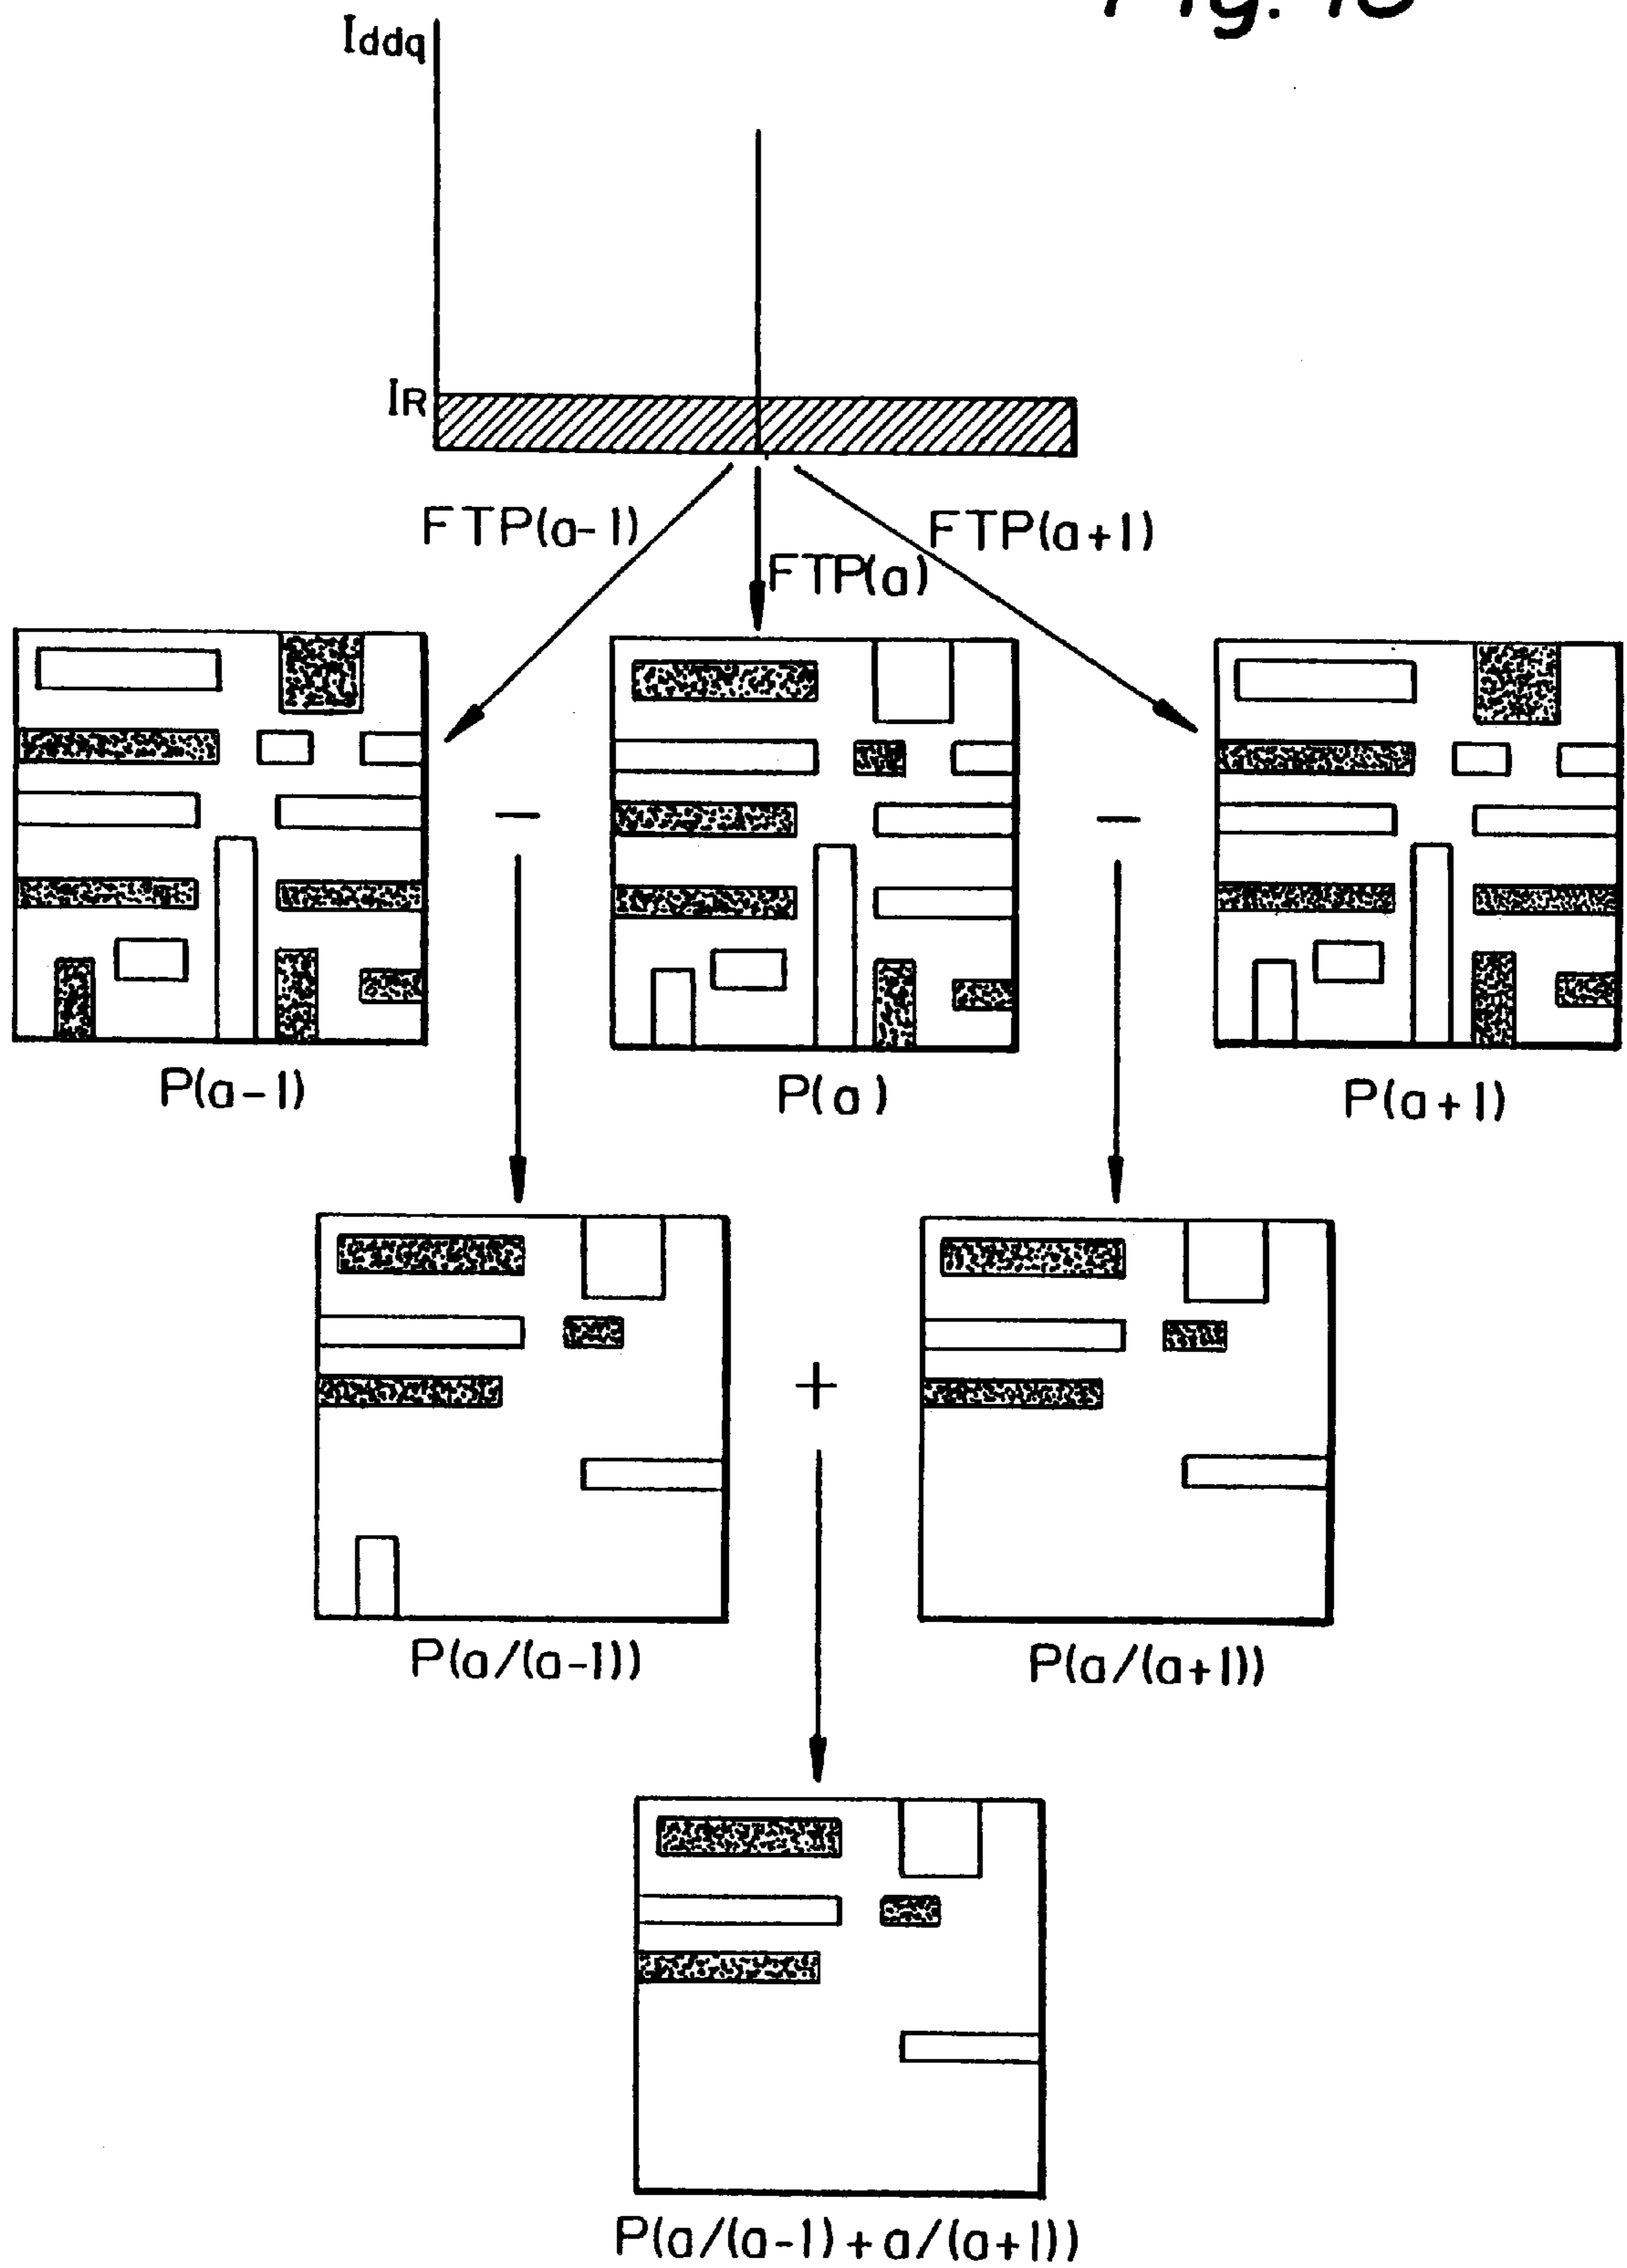 Iddq
IR
FTP(a-1)
FTP(a+1)
FTP(a)
−
−
P(a-1)
P(a)
P(a+1)
+
P(a/(a-1))
P(a/(a+1))
P(a/(a-1)+a/(a+1))